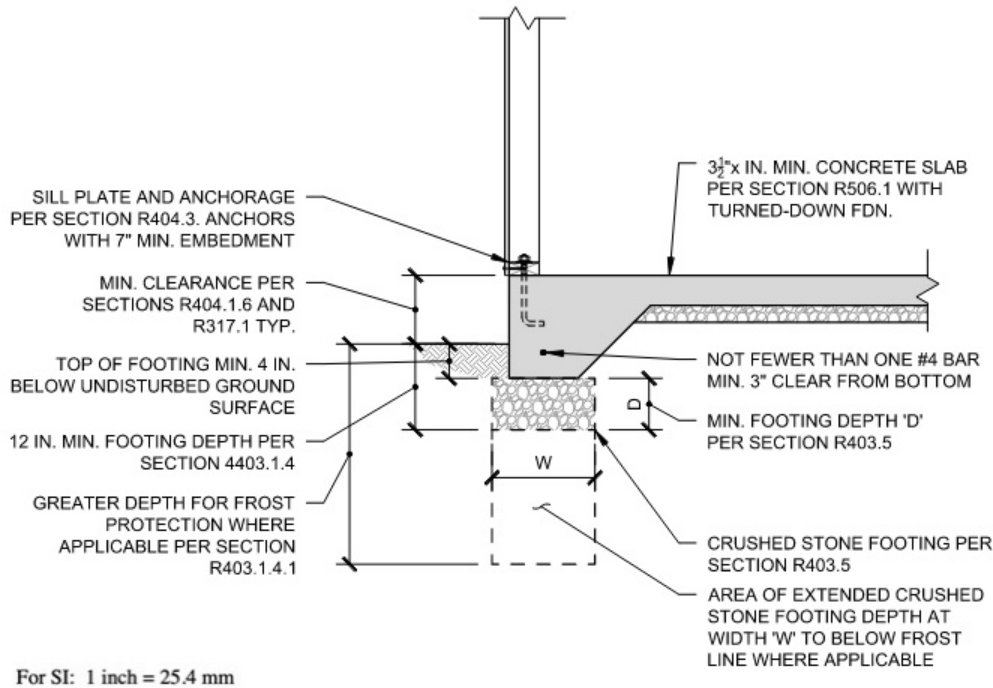 SILL PLATE AND ANCHORAGE
PER SECTION R404.3. ANCHORS
WITH 7" MIN. EMBEDMENT
MIN. CLEARANCE PER
SECTIONS R404.1.6 AND
R317.1 TYP.
TOP OF FOOTING MIN. 4 IN.
BELOW UNDISTURBED GROUND
SURFACE
12 IN. MIN. FOOTING DEPTH PER
SECTION 4403.1.4
GREATER DEPTH FOR FROST
PROTECTION WHERE
APPLICABLE PER SECTION
R403.1.4.1
3½"x IN. MIN. CONCRETE SLAB
PER SECTION R506.1 WITH
TURNED-DOWN FDN.
NOT FEWER THAN ONE #4 BAR
MIN. 3" CLEAR FROM BOTTOM
D
MIN. FOOTING DEPTH 'D'
PER SECTION R403.5
W
CRUSHED STONE FOOTING PER
SECTION R403.5
AREA OF EXTENDED CRUSHED
STONE FOOTING DEPTH AT
WIDTH 'W' TO BELOW FROST
LINE WHERE APPLICABLE
For SI: 1 inch = 25.4 mm